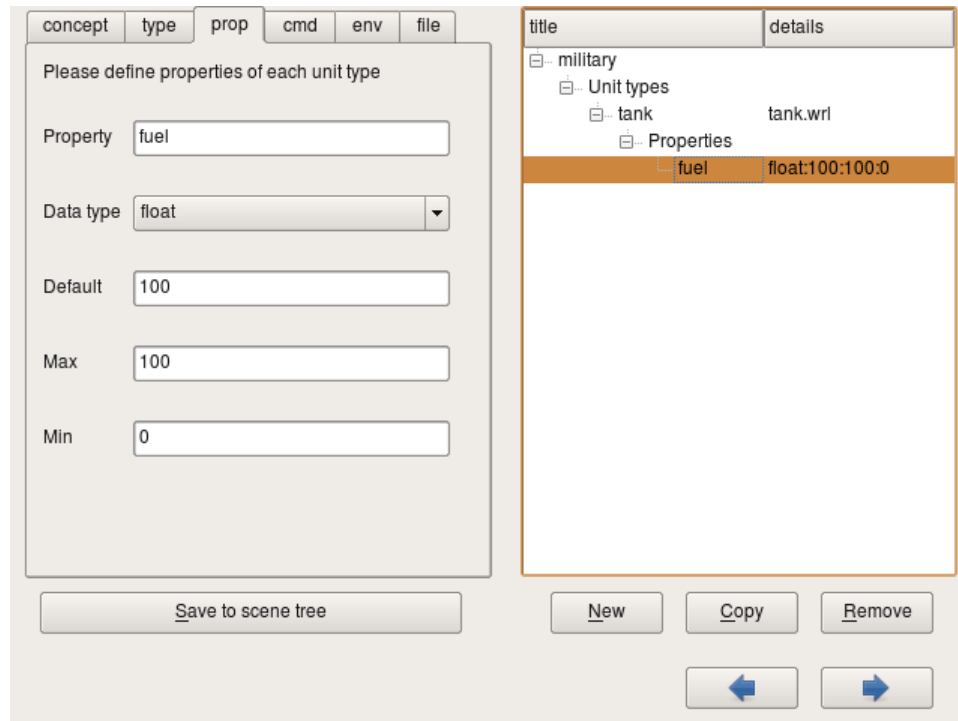 concept type prop cmd env file
Please define properties of each unit type
Property fuel
Data type float
Default 100
Max 100
Min 0
Save to scene tree
title details
military
Unit types
tank tank.wrl
Properties
fuel float:100:100:0
New Copy Remove